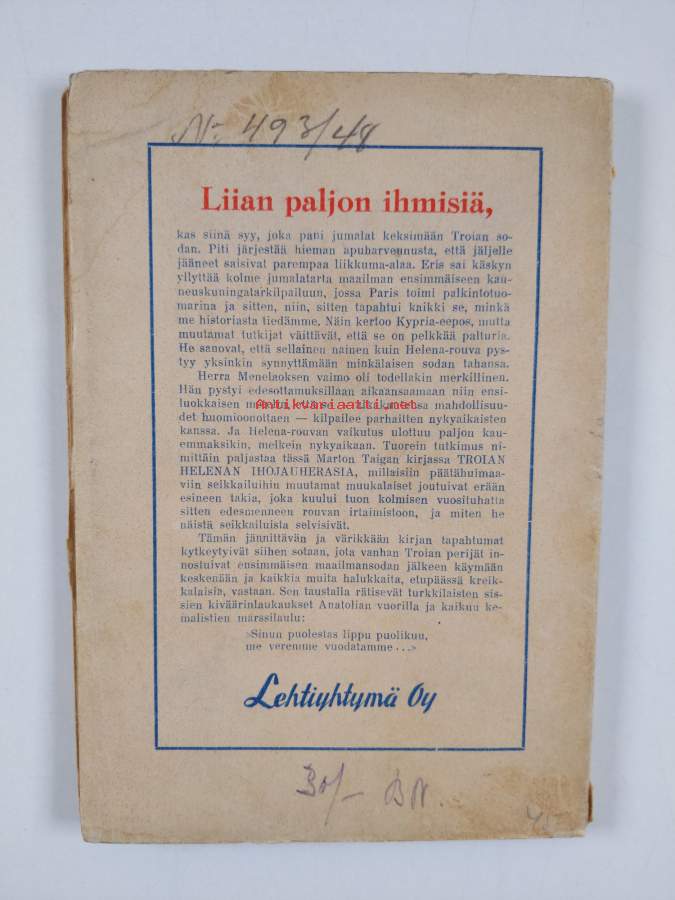 N:o 493/48
Liian paljon ihmisiä,
kas siinä syy, joka pani jumalat keksimään Troian so-
dan. Piti järjestää hieman apuharvennusta, että jäljelle
jääneet saisivat parempaa liikkuma-alaa. Eris sai käskyn
yllyttää kolme jumalatarta maailman ensimmäiseen kau-
neuskuningatarkilpailuun, jossa Paris toimi palkintotuo-
marina ja sitten, niin, sitten tapahtui kaikki se, minkä
me historiasta tiedämme. Näin kertoo Kypria-eepos, mutta
muutamat tutkijat väittävät, että se on pelkkää palturia.
He sanovat, että sellainen nainen kuin Helena-rouva pys-
tyy yksinkin synnyttämään minkälaisen sodan tahansa.
Herra Menelaoksen vaimo oli todellakin merkillinen.
Hän pystyi edesottamuksillaan aikaansaamaan niin ensi-
luokkaisen
Antikvariaatti.net
mahdollisuu-
det huomioonottaen — kilpailee parhaitten nykyaikaisten
kanssa. Ja Helena-rouvan vaikutus ulottuu paljon kau-
emmaksikin, melkein nykyaikaan. Tuorein tutkimus ni-
mittäin paljastaa tässä Marton Taigan kirjassa TROIAN
HELENAN IHOJAUHERASIA, millaisiin päätähuimaa-
viin seikkailuihin muutamat muukalaiset joutuivat erään
esineen takia, joka kuului tuon kolmisen vuosituhatta
sitten edesmenneen rouvan irtaimistoon, ja miten he
näistä seikkailuista selvisivät.
Tämän jännittävän ja värikkään kirjan tapahtumat
kytkeytyivät siihen sotaan, jota vanhan Troian perijät in-
nostuivat ensimmäisen maailmansodan jälkeen käymään
keskenään ja kaikkia muita halukkaita, etupäässä kreik-
kalaisia, vastaan. Sen taustalla rätisevät turkkilaisten sis-
sien kiväärinlaukaukset Anatolian vuorilla ja kaikuu ke-
malistien marssilaulu:
»Sinun puolestas lippu puolikuu,
me veremme vuodatamme...»
Lehtiyhtymä Oy
30/— BN.
45